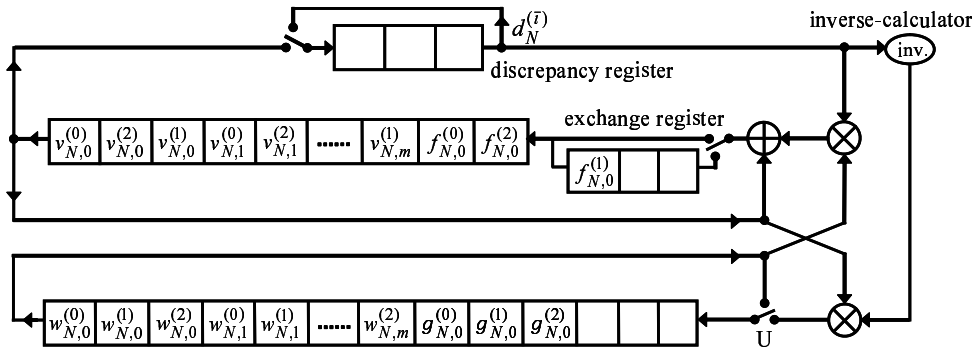 d_N^{(ī)}
inverse-calculator
inv.
discrepancy register
exchange register
v_{N,0}^{(0)} v_{N,0}^{(2)} v_{N,0}^{(1)} v_{N,1}^{(0)} v_{N,1}^{(2)} ...... v_{N,m}^{(1)} f_{N,0}^{(0)} f_{N,0}^{(2)}
f_{N,0}^{(1)}
w_{N,0}^{(0)} w_{N,0}^{(1)} w_{N,0}^{(2)} w_{N,1}^{(0)} w_{N,1}^{(1)} ...... w_{N,m}^{(2)} g_{N,0}^{(0)} g_{N,0}^{(1)} g_{N,0}^{(2)}
U